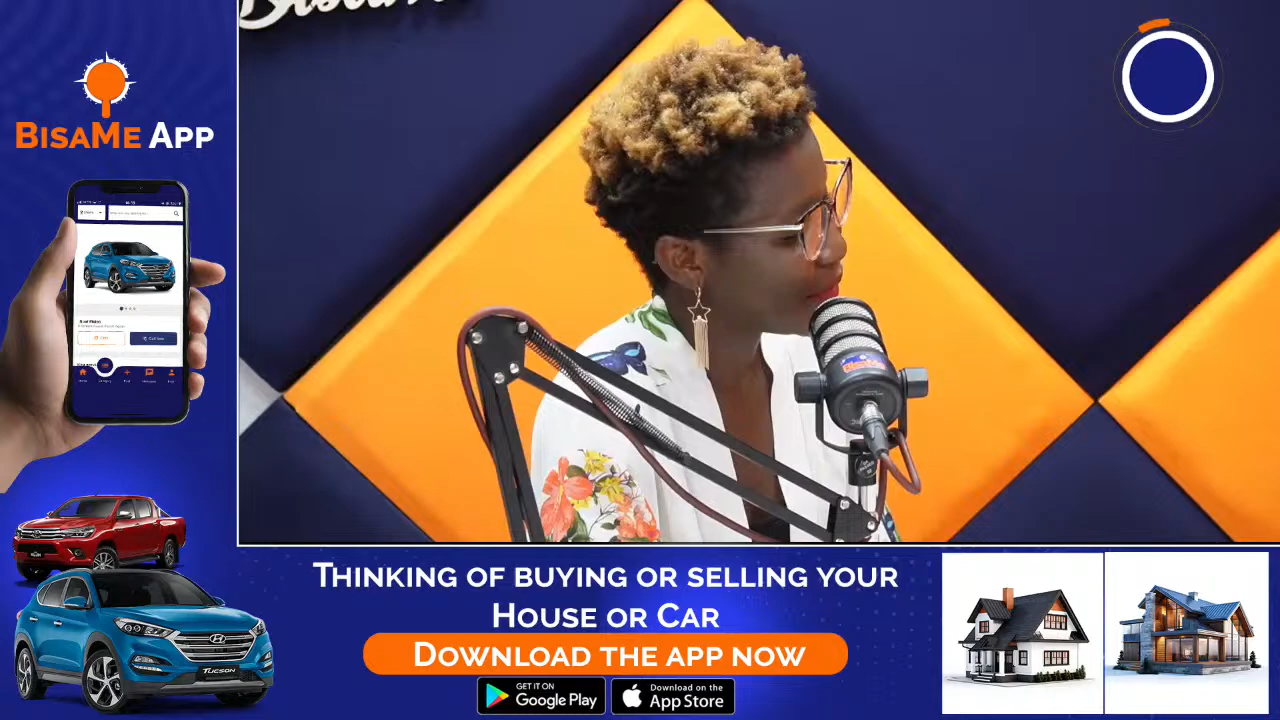 BISAME APP
THINKING OF BUYING OR SELLING YOUR
HOUSE OR CAR
DOWNLOAD THE APP NOW
GET IT ON
Google Play
Download on the
App Store
TUCSON